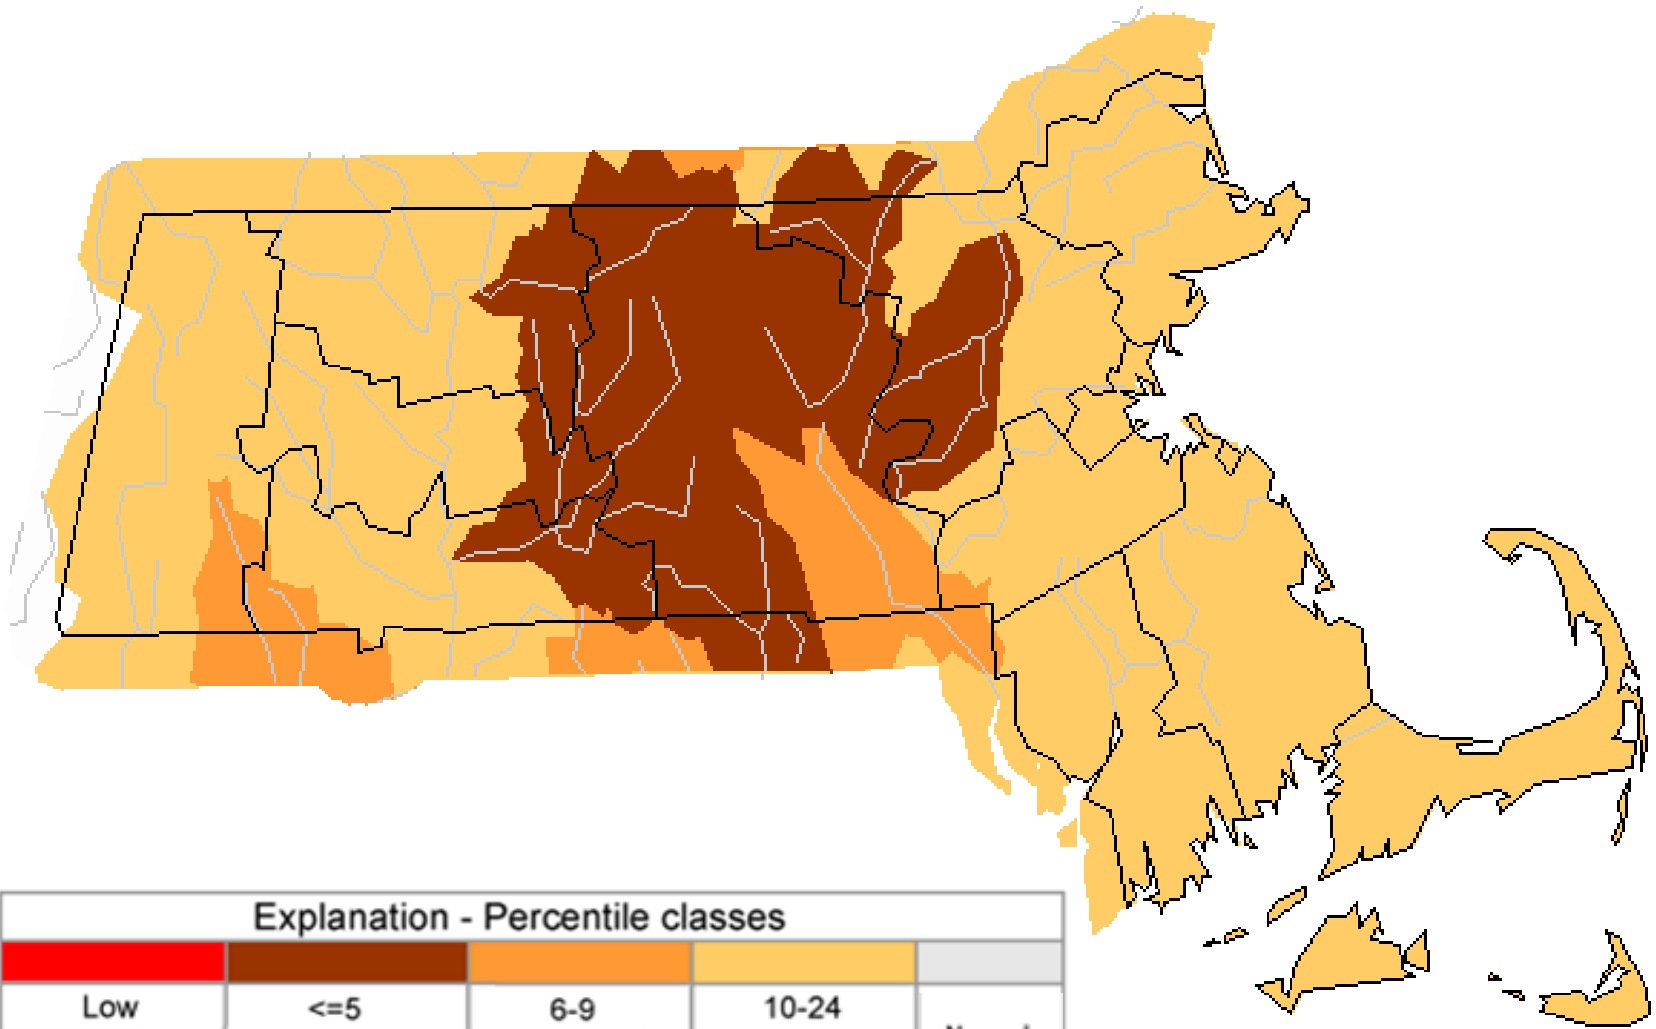 Explanation - Percentile classes
Low <=5 6-9 10-24